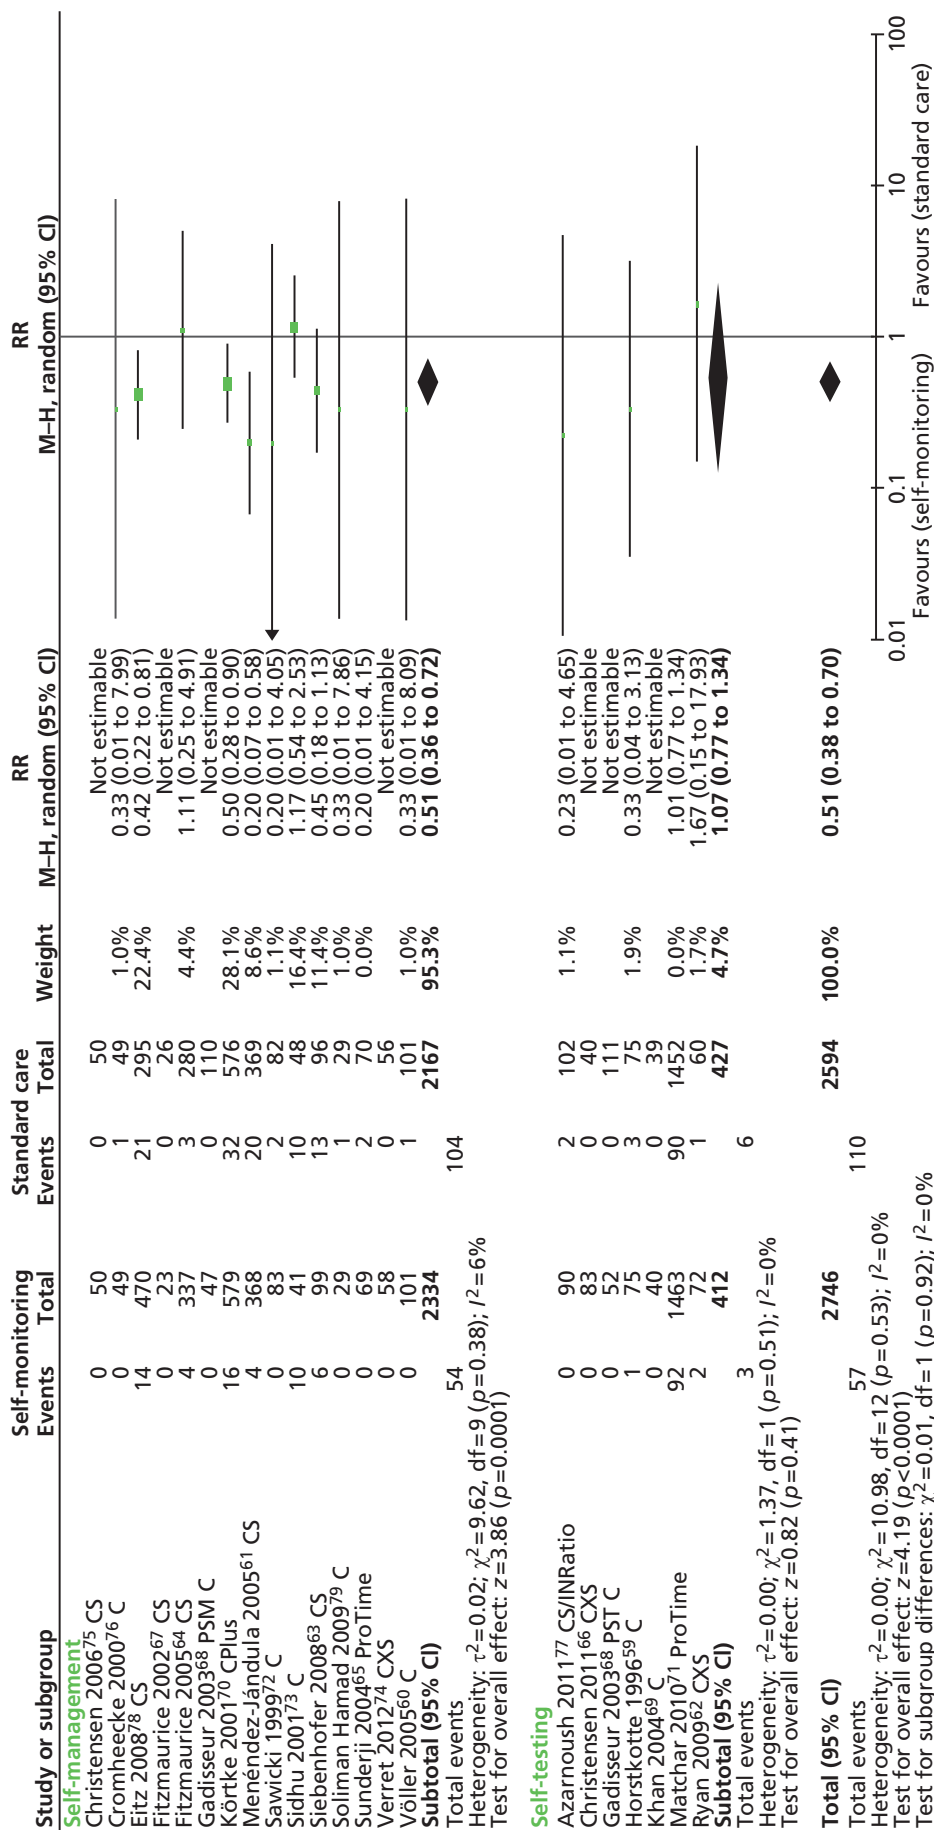 Self-monitoring Standard care RR RR
Study or subgroup Events Total Events Total Weight M–H, random (95% CI) M–H, random (95% CI)
Self-management
Christensen 2006⁷⁵ CS 0 50 0 50 Not estimable
Cromheecke 2000⁷⁶ C 0 49 1 49 1.0% 0.33 (0.01 to 7.99)
Eitz 2008⁷⁸ CS 14 470 21 295 22.4% 0.42 (0.22 to 0.81)
Fitzmaurice 2002⁶⁷ CS 0 23 0 26 Not estimable
Fitzmaurice 2005⁶⁴ CS 4 337 3 280 4.4% 1.11 (0.25 to 4.91)
Gadisseur 2003⁶⁸ PSM C 0 47 0 110 Not estimable
Körtke 2001⁷⁰ CPlus 16 579 32 576 28.1% 0.50 (0.28 to 0.90)
Menéndez-Jándula 2005⁶¹ CS 4 368 20 369 8.6% 0.20 (0.07 to 0.58)
Sawicki 1999⁷² C 0 83 2 82 1.1% 0.20 (0.01 to 4.05)
Sidhu 2001⁷³ C 10 41 10 48 16.4% 1.17 (0.54 to 2.53)
Siebenhofer 2008⁶³ CS 6 99 13 96 11.4% 0.45 (0.18 to 1.13)
Soliman Hamad 2009⁷⁹ C 0 29 1 29 1.0% 0.33 (0.01 to 7.86)
Sunderji 2004⁶⁵ ProTime 0 69 2 70 0.0% 0.20 (0.01 to 4.15)
Verret 2012⁷⁴ CXS 0 58 0 56 Not estimable
Völler 2005⁶⁰ C 0 101 1 101 1.0% 0.33 (0.01 to 8.09)
Subtotal (95% CI) 2334 2167 95.3% 0.51 (0.36 to 0.72)
Total events 54 104
Heterogeneity: τ²=0.02; χ²=9.62, df=9 (p=0.38); I²=6%
Test for overall effect: z=3.86 (p=0.0001)
Self-testing
Azarnoush 2011⁷⁷ CS/INRatio 0 90 2 102 1.1% 0.23 (0.01 to 4.65)
Christensen 2011⁶⁶ CXS 0 83 0 40 Not estimable
Gadisseur 2003⁶⁸ PST C 0 52 0 111 Not estimable
Horstkotte 1996⁵⁹ C 1 75 3 75 1.9% 0.33 (0.04 to 3.13)
Khan 2004⁶⁹ C 0 40 0 39 Not estimable
Matchar 2010⁷¹ ProTime 92 1463 90 1452 0.0% 1.01 (0.77 to 1.34)
Ryan 2009⁶² CXS 2 72 1 60 1.7% 1.67 (0.15 to 17.93)
Subtotal (95% CI) 412 427 4.7% 1.07 (0.77 to 1.34)
Total events 3 6
Heterogeneity: τ²=0.00; χ²=1.37, df=1 (p=0.51); I²=0%
Test for overall effect: z=0.82 (p=0.41)
Total (95% CI) 2746 2594 100.0% 0.51 (0.38 to 0.70)
Total events 57 110
Heterogeneity: τ²=0.00; χ²=10.98, df=12 (p=0.53); I²=0%
Test for overall effect: z=4.19 (p<0.0001)
Test for subgroup differences: χ²=0.01, df=1 (p=0.92); I²=0%
0.01 0.1 1 10 100
Favours (self-monitoring) Favours (standard care)